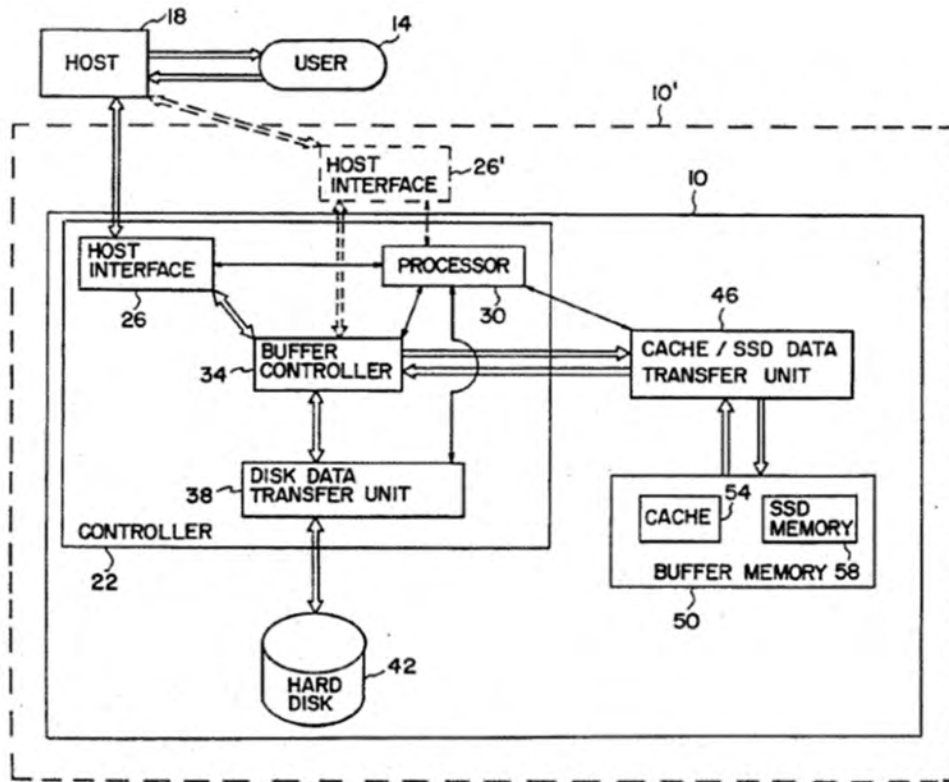 18
14
HOST
USER
10'
HOST
INTERFACE
26'
10
HOST
INTERFACE
26
PROCESSOR
30
46
34
BUFFER
CONTROLLER
CACHE / SSD DATA
TRANSFER UNIT
38
DISK DATA
TRANSFER UNIT
CONTROLLER
22
CACHE
54
SSD
MEMORY
BUFFER MEMORY 58
50
HARD
DISK
42